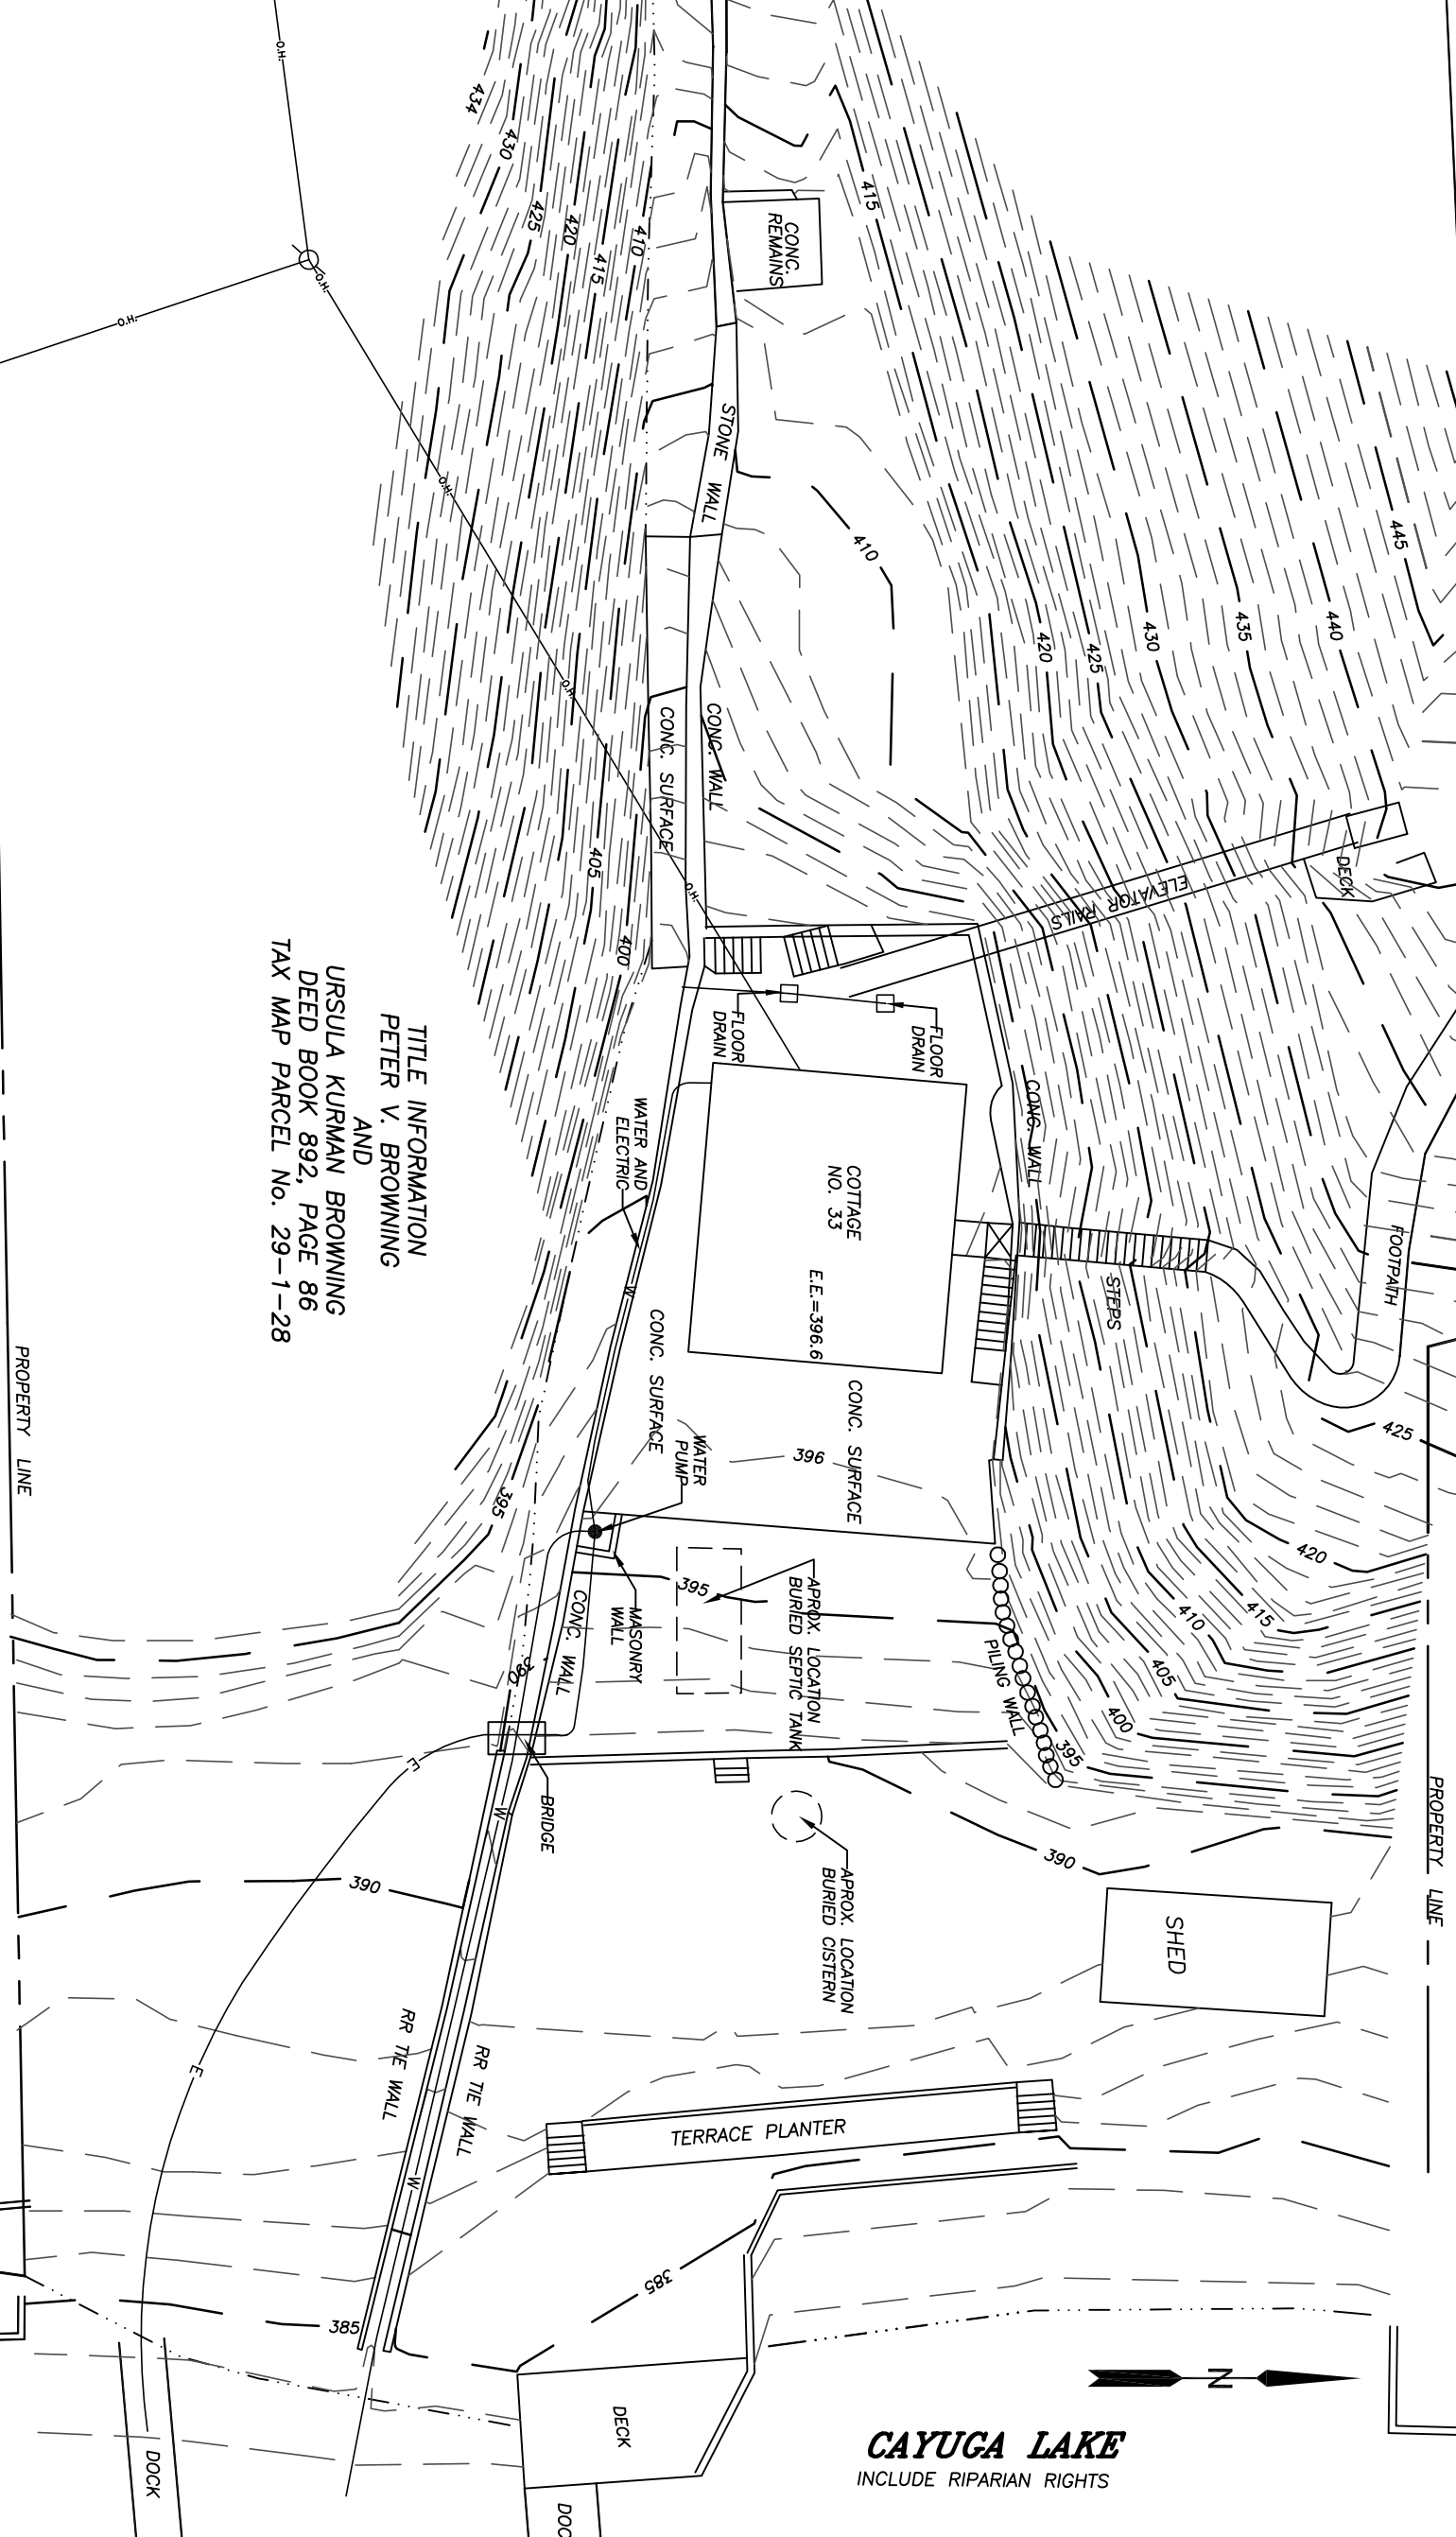 O.H.
O.H.
O.H.
O.H.
O.H.
O.H.
434
430
425
420
415
410
405
400
395
390
415
410
420
425
430
435
440
445
CONC.
REMAINS
STONE WALL
CONC. WALL
CONC. SURFACE
ELEVATOR RAILS
DECK
FLOOR
DRAIN
FLOOR
DRAIN
CONC. WALL
FOOTPATH
STEPS
WATER AND
ELECTRIC
COTTAGE
NO. 33
E.E.=396.6
CONC. SURFACE
CONC. SURFACE
396
WATER
PUMP
MASONRY
WALL
CONC. WALL
395
APROX. LOCATION
BURIED SEPTIC TANK
PILING WALL
425
420
415
410
405
400
395
390
W
E
BRIDGE
W
APROX. LOCATION
BURIED CISTERN
SHED
390
RR TIE WALL
RR TIE WALL
E
W
TERRACE PLANTER
385
385
DECK
DOCK
DOC
TITLE INFORMATION
PETER V. BROWNING
AND
URSULA KURMAN BROWNING
DEED BOOK 892, PAGE 86
TAX MAP PARCEL No. 29-1-28
PROPERTY LINE
PROPERTY LINE
N
CAYUGA LAKE
INCLUDE RIPARIAN RIGHTS